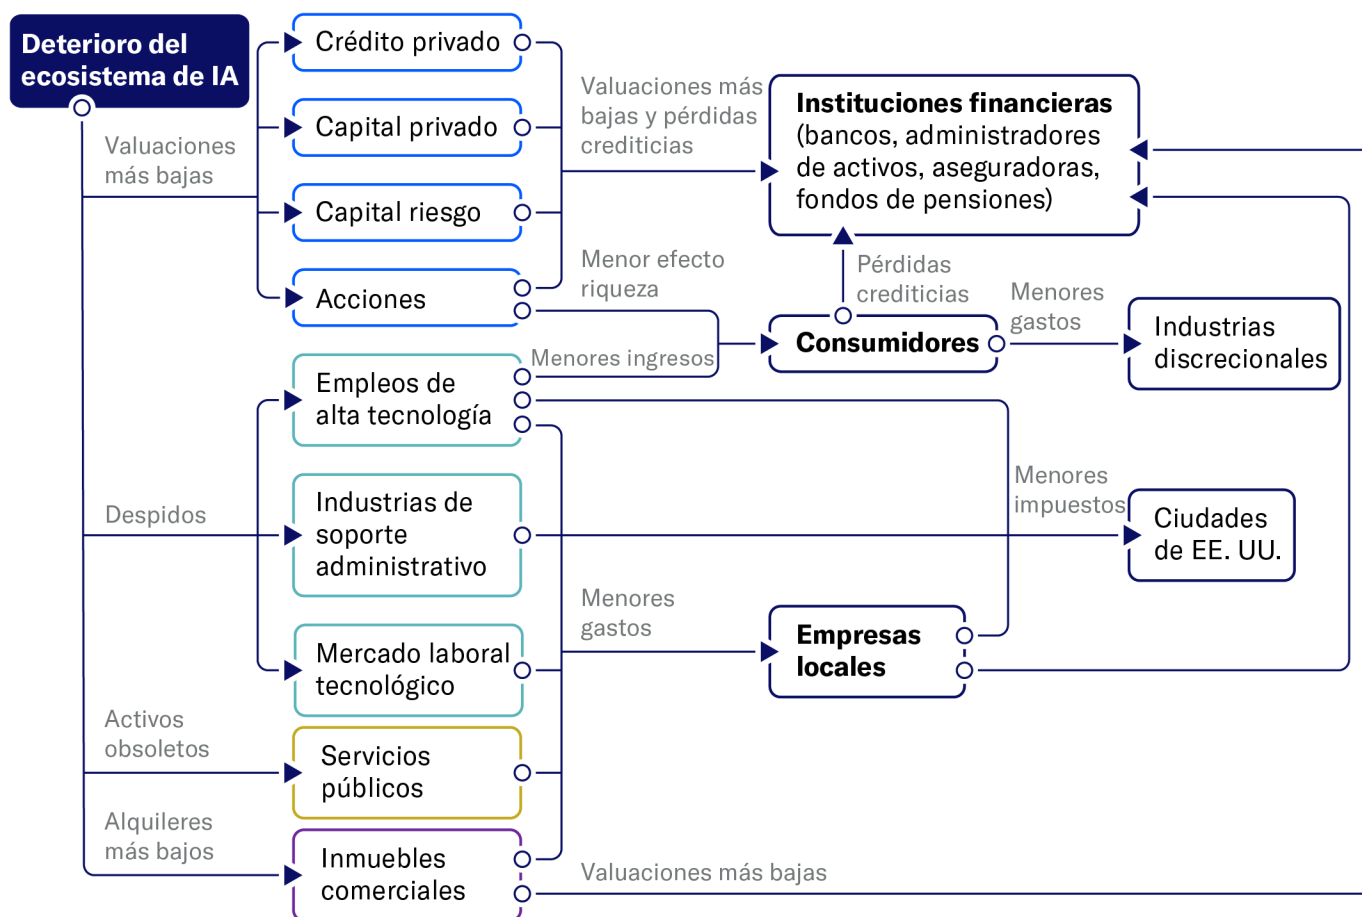 Deterioro del
ecosistema de IA
Valuaciones
más bajas
Crédito privado
Capital privado
Capital riesgo
Acciones
Valuaciones más
bajas y pérdidas
crediticias
Instituciones financieras
(bancos, administradores
de activos, aseguradoras,
fondos de pensiones)
Menor efecto
riqueza
Pérdidas
crediticias
Menores
gastos
Consumidores
Industrias
discrecionales
Menores ingresos
Despidos
Empleos de
alta tecnología
Industrias de
soporte
administrativo
Mercado laboral
tecnológico
Menores
impuestos
Ciudades
de EE. UU.
Menores
gastos
Empresas
locales
Activos
obsoletos
Servicios
públicos
Alquileres
más bajos
Inmuebles
comerciales
Valuaciones más bajas